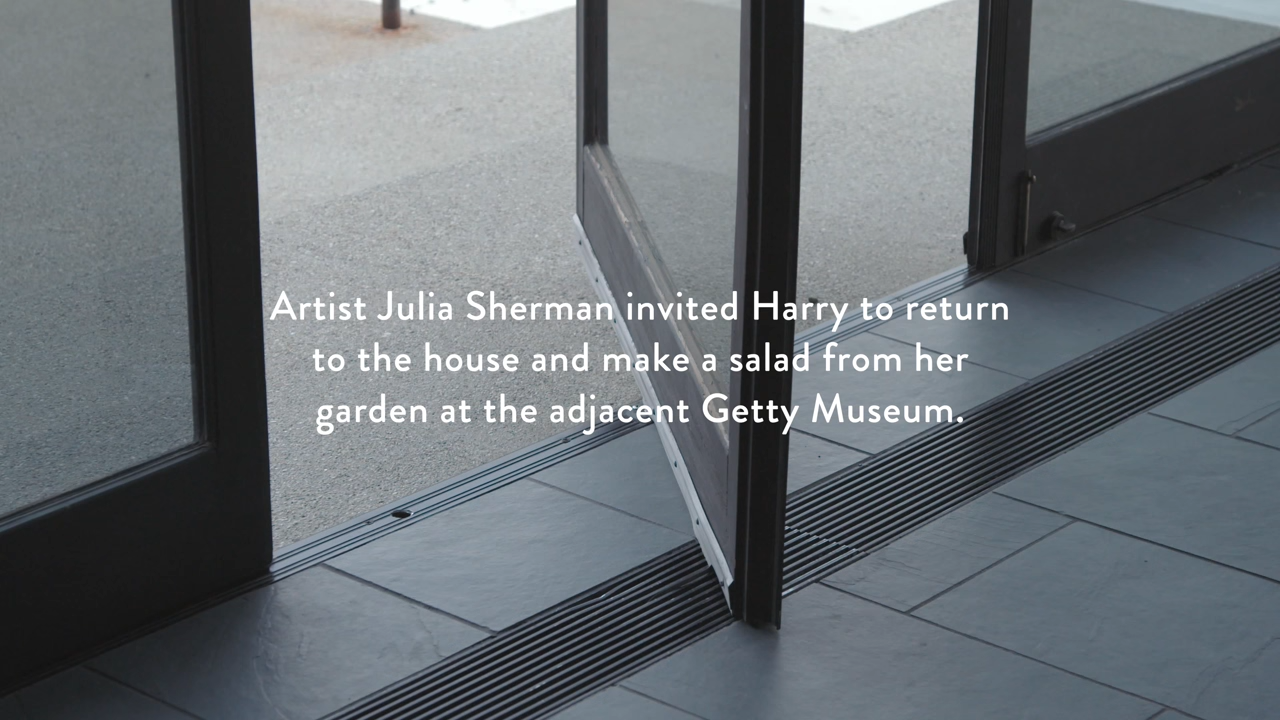 Artist Julia Sherman invited Harry to return
to the house and make a salad from her
garden at the adjacent Getty Museum.